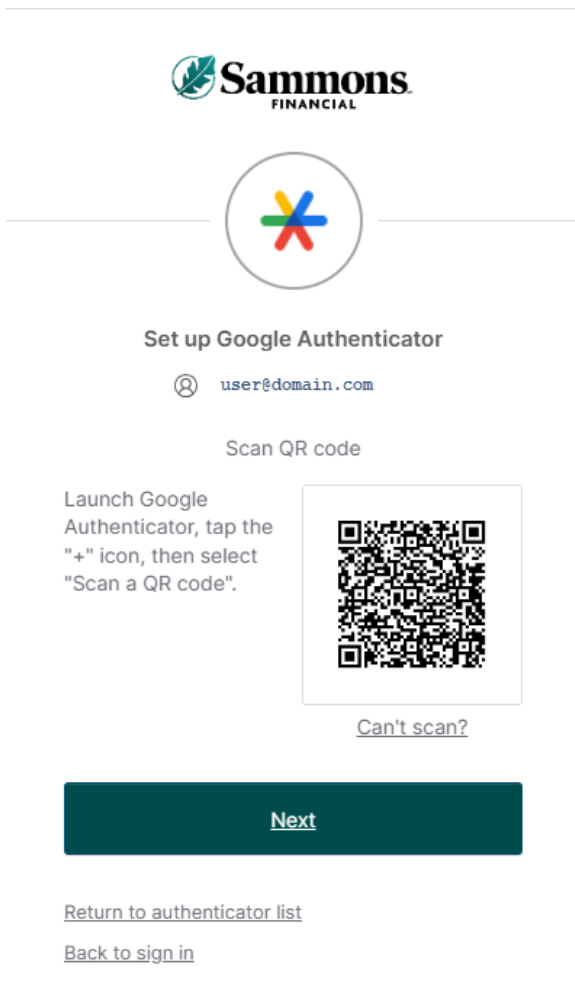 Sammons
FINANCIAL
Set up Google Authenticator
user@domain.com
Scan QR code
Launch Google
Authenticator, tap the
"+" icon, then select
"Scan a QR code".
Can't scan?
Next
Return to authenticator list
Back to sign in